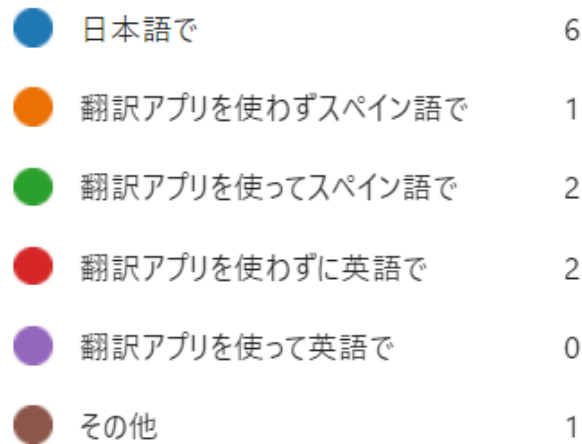 日本語で 6
翻訳アプリを使わずスペイン語で 1
翻訳アプリを使ってスペイン語で 2
翻訳アプリを使わずに英語で 2
翻訳アプリを使って英語で 0
その他 1